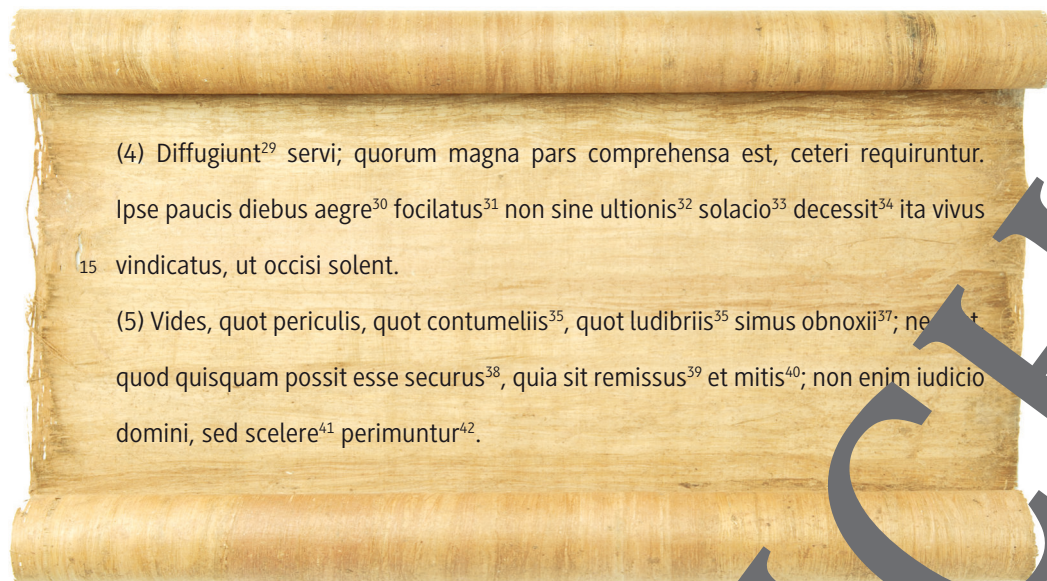 (4) Diffugiunt²⁹ servi; quorum magna pars comprehensa est, ceteri requiruntur.
Ipse paucis diebus aegre³⁰ focilatus³¹ non sine ultionis³² solacio³³ decessit³⁴ ita vivus
15 vindicatus, ut occisi solent.
(5) Vides, quot periculis, quot contumeliis³⁵, quot ludibriis³⁵ simus obnoxii³⁷;
quod quisquam possit esse securus³⁸, quia sit remissus³⁹ et mitis⁴⁰; non enim iudicio
domini, sed scelere⁴¹ perimuntur⁴².